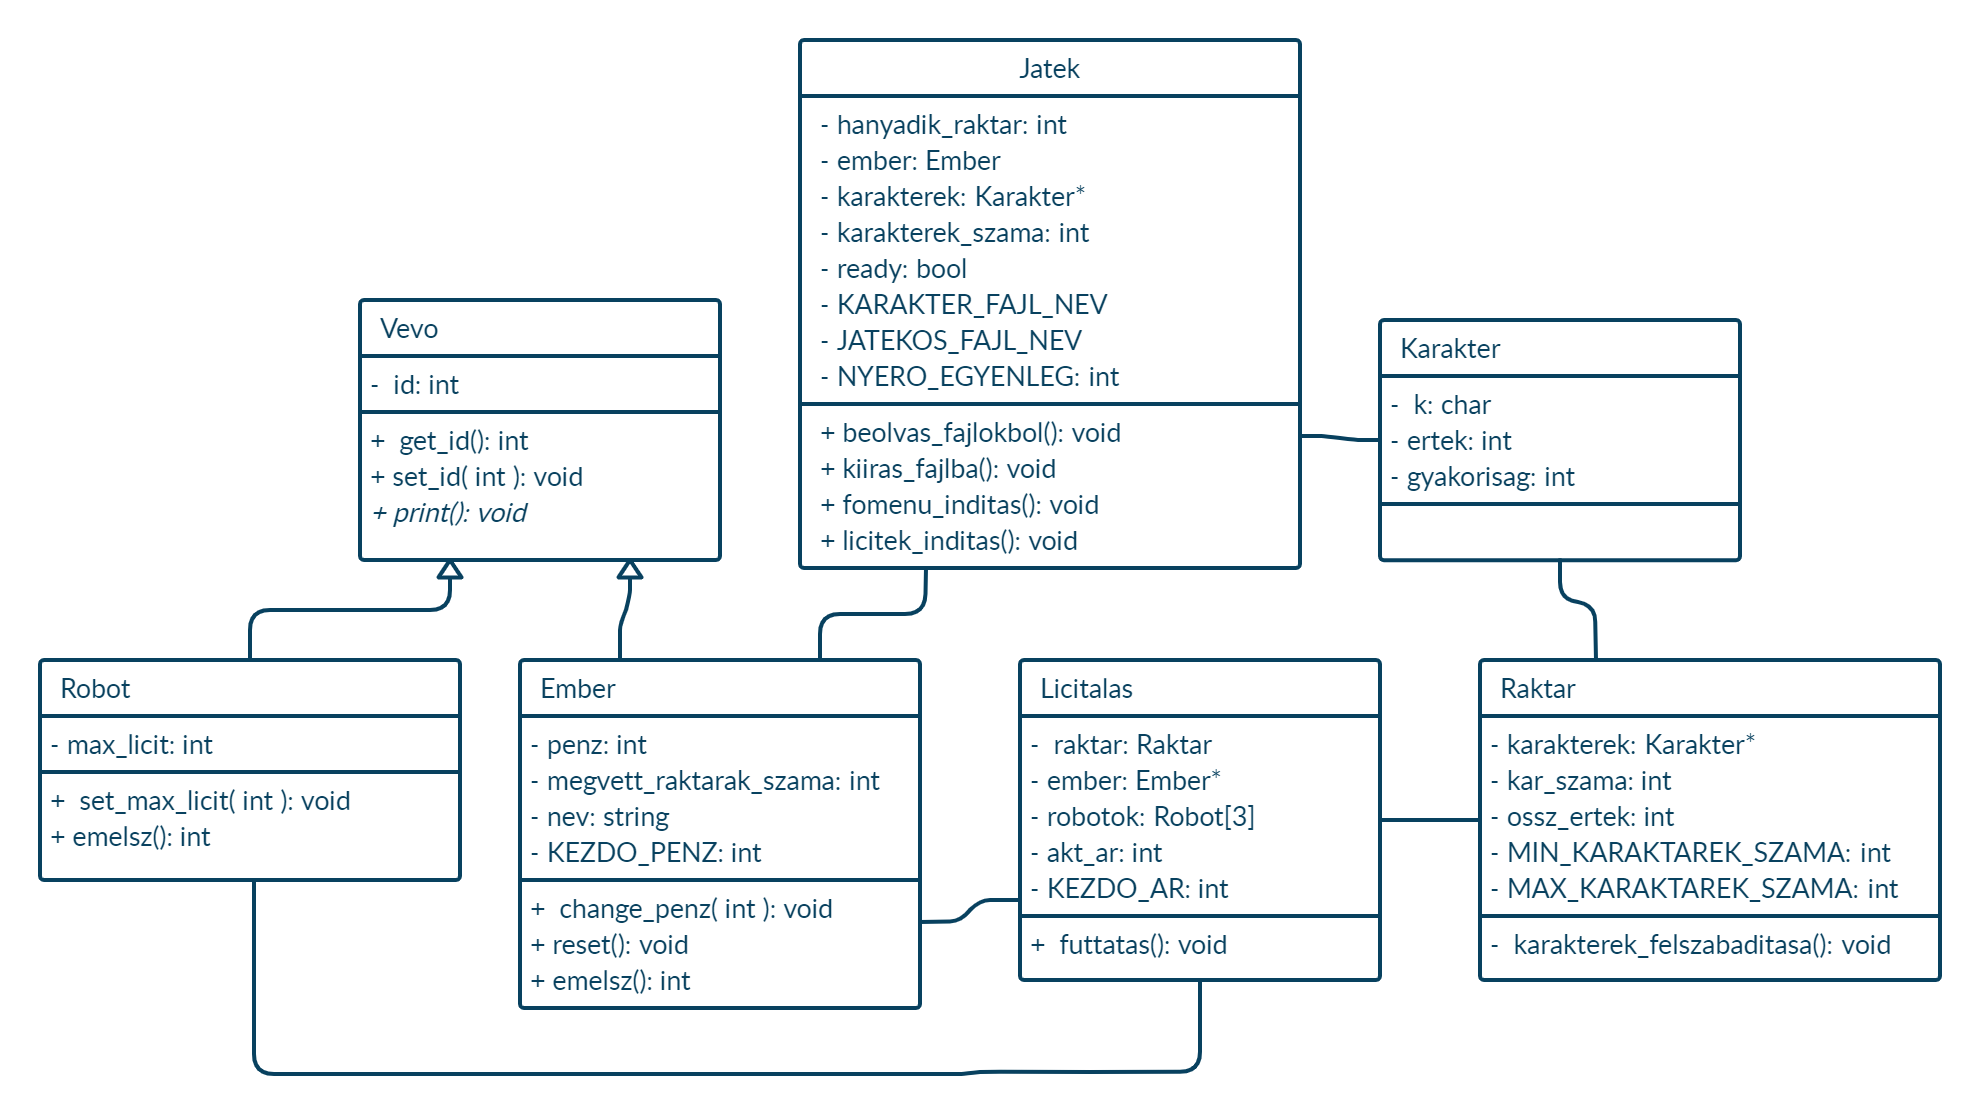 Jatek
- hanyadik_raktar: int
- ember: Ember
- karakterek: Karakter*
- karakterek_szama: int
- ready: bool
- KARAKTER_FAJL_NEV
- JATEKOS_FAJL_NEV
- NYERO_EGYENLEG: int
+ beolvas_fajlokbol(): void
+ kiiras_fajlba(): void
+ fomenu_inditas(): void
+ licitek_inditas(): void
Vevo
- id: int
+ get_id(): int
+ set_id( int ): void
+ print(): void
Karakter
- k: char
- ertek: int
- gyakorisag: int
Robot
- max_licit: int
+ set_max_licit( int ): void
+ emelsz(): int
Ember
- penz: int
- megvett_raktarak_szama: int
- nev: string
- KEZDO_PENZ: int
+ change_penz( int ): void
+ reset(): void
+ emelsz(): int
Licitalas
- raktar: Raktar
- ember: Ember*
- robotok: Robot[3]
- akt_ar: int
- KEZDO_AR: int
+ futtatas(): void
Raktar
- karakterek: Karakter*
- kar_szama: int
- ossz_ertek: int
- MIN_KARAKTAREK_SZAMA: int
- MAX_KARAKTAREK_SZAMA: int
- karakterek_felszabaditasa(): void